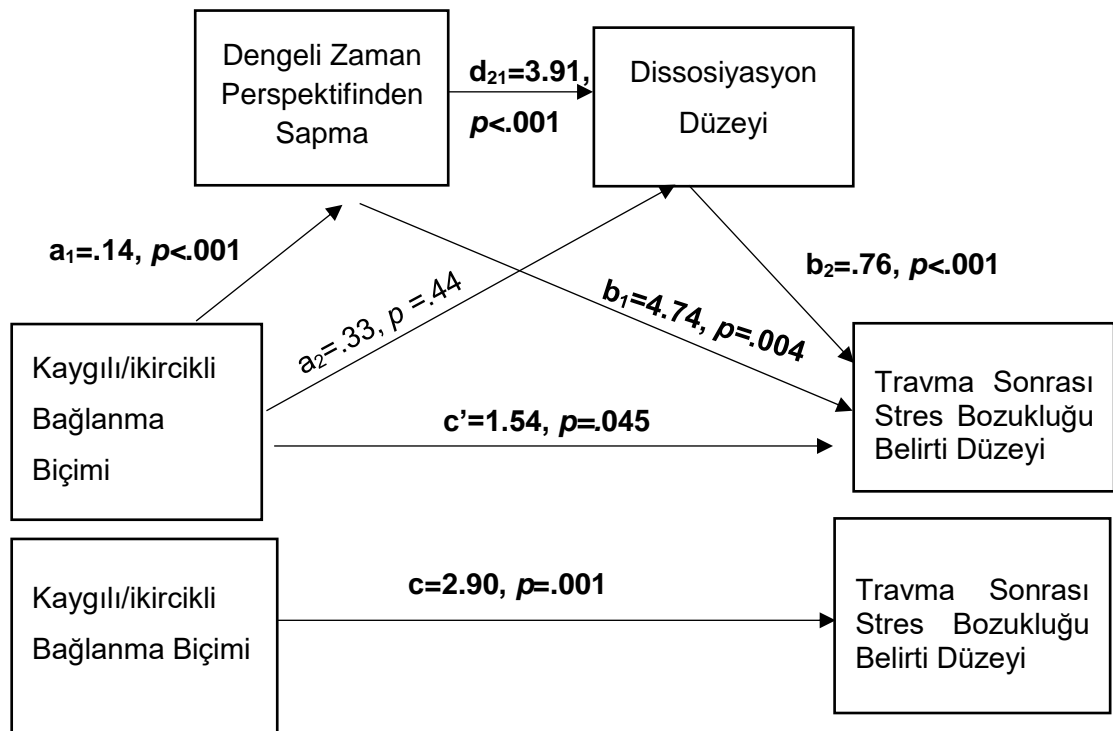 Dengeli Zaman
Perspektifinden
Sapma
d21=3.91,
p<.001
Dissosiyasyon
Düzeyi
a1=.14, p<.001
a2=.33, p =.44
b1=4.74, p=.004
b2=.76, p<.001
Kaygılı/ikircikli
Bağlanma
Biçimi
c’=1.54, p=.045
Travma Sonrası
Stres Bozukluğu
Belirti Düzeyi
Kaygılı/ikircikli
Bağlanma Biçimi
c=2.90, p=.001
Travma Sonrası
Stres Bozukluğu
Belirti Düzeyi